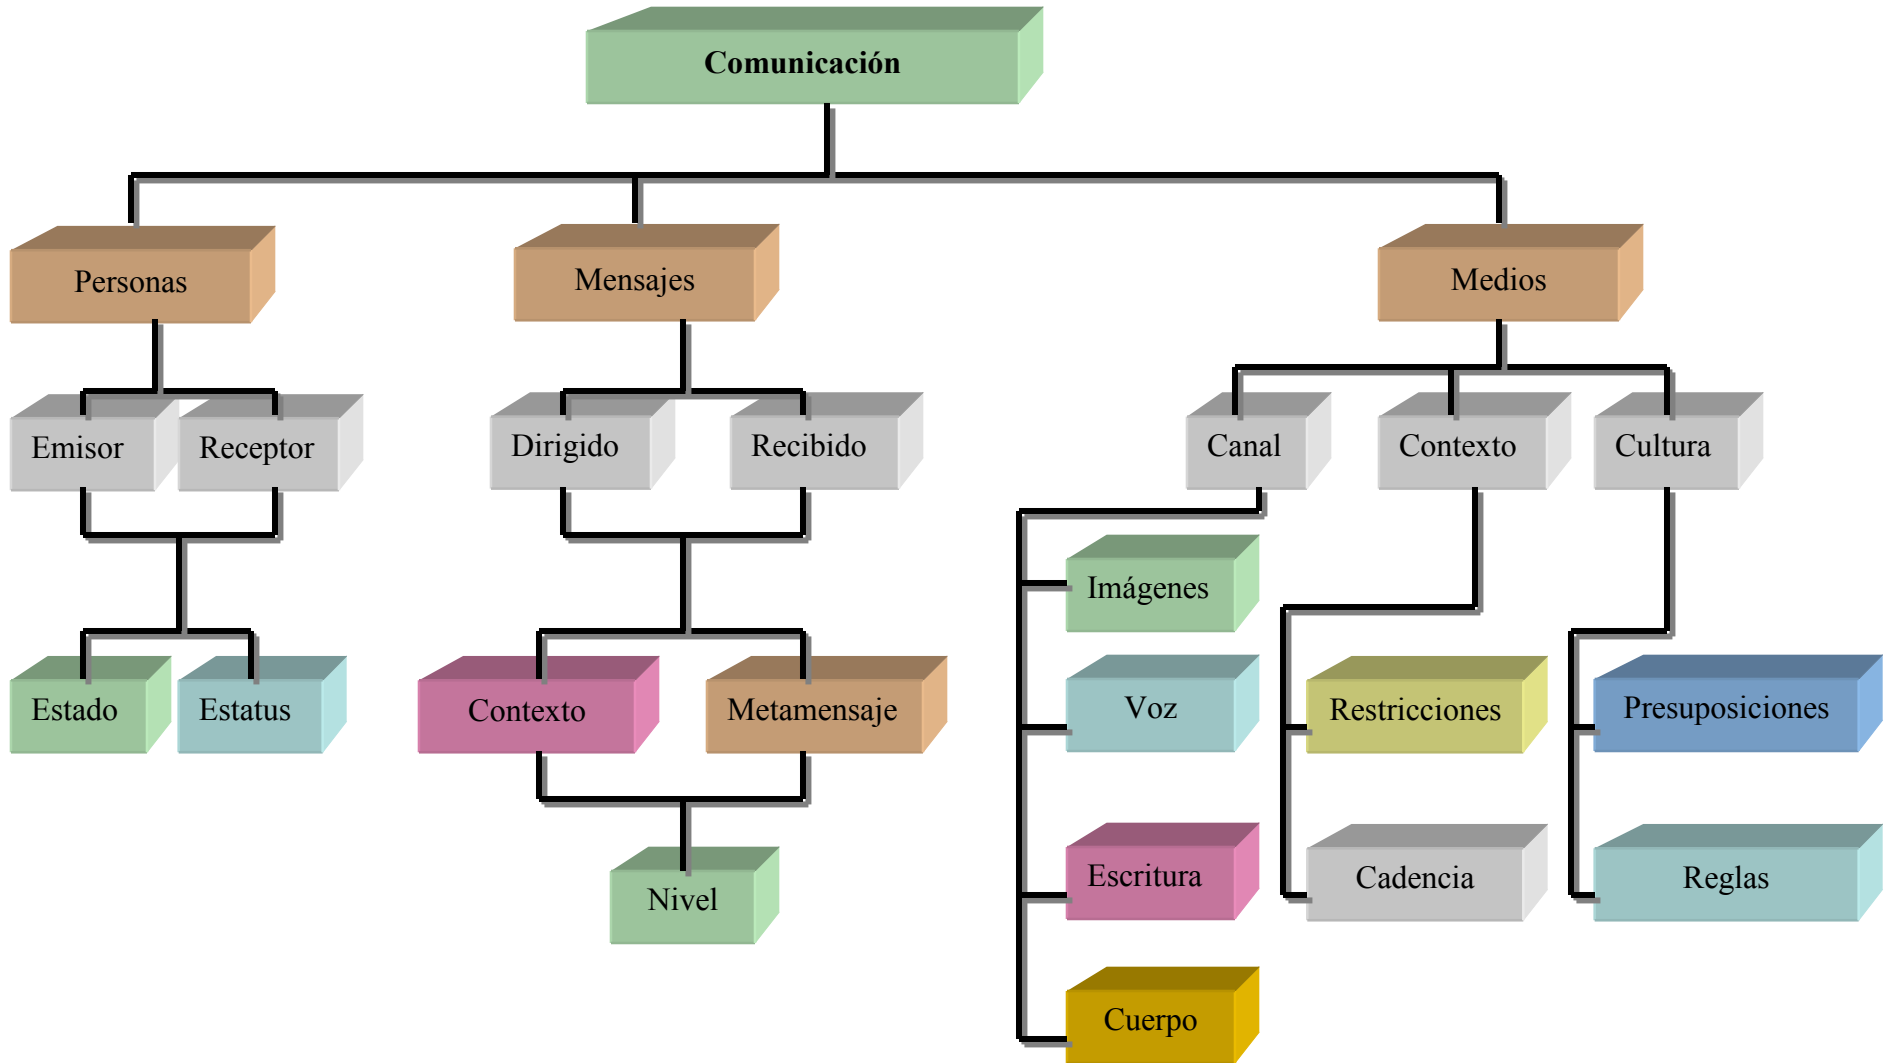 Comunicación
Personas
Mensajes
Medios
Emisor
Receptor
Dirigido
Recibido
Canal
Contexto
Cultura
Imágenes
Estado
Estatus
Contexto
Metamensaje
Voz
Restricciones
Presuposiciones
Nivel
Escritura
Cadencia
Reglas
Cuerpo